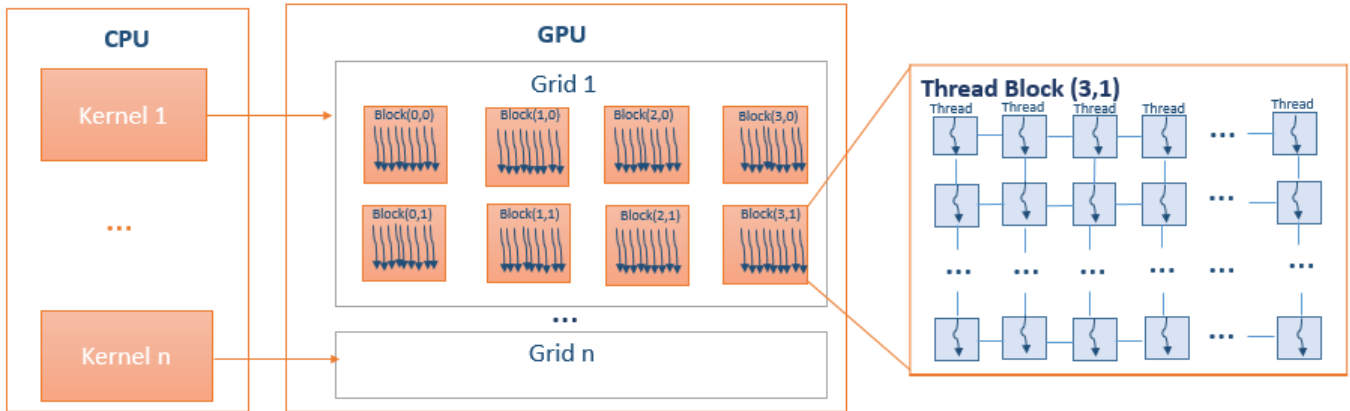 CPU
Kernel 1
...
Kernel n
GPU
Grid 1
Block(0,0) Block(1,0) Block(2,0) Block(3,0)
Block(0,1) Block(1,1) Block(2,1) Block(3,1)
...
Grid n
Thread Block (3,1)
Thread Thread Thread Thread Thread
...
...
... ... ... ... ... ...
...